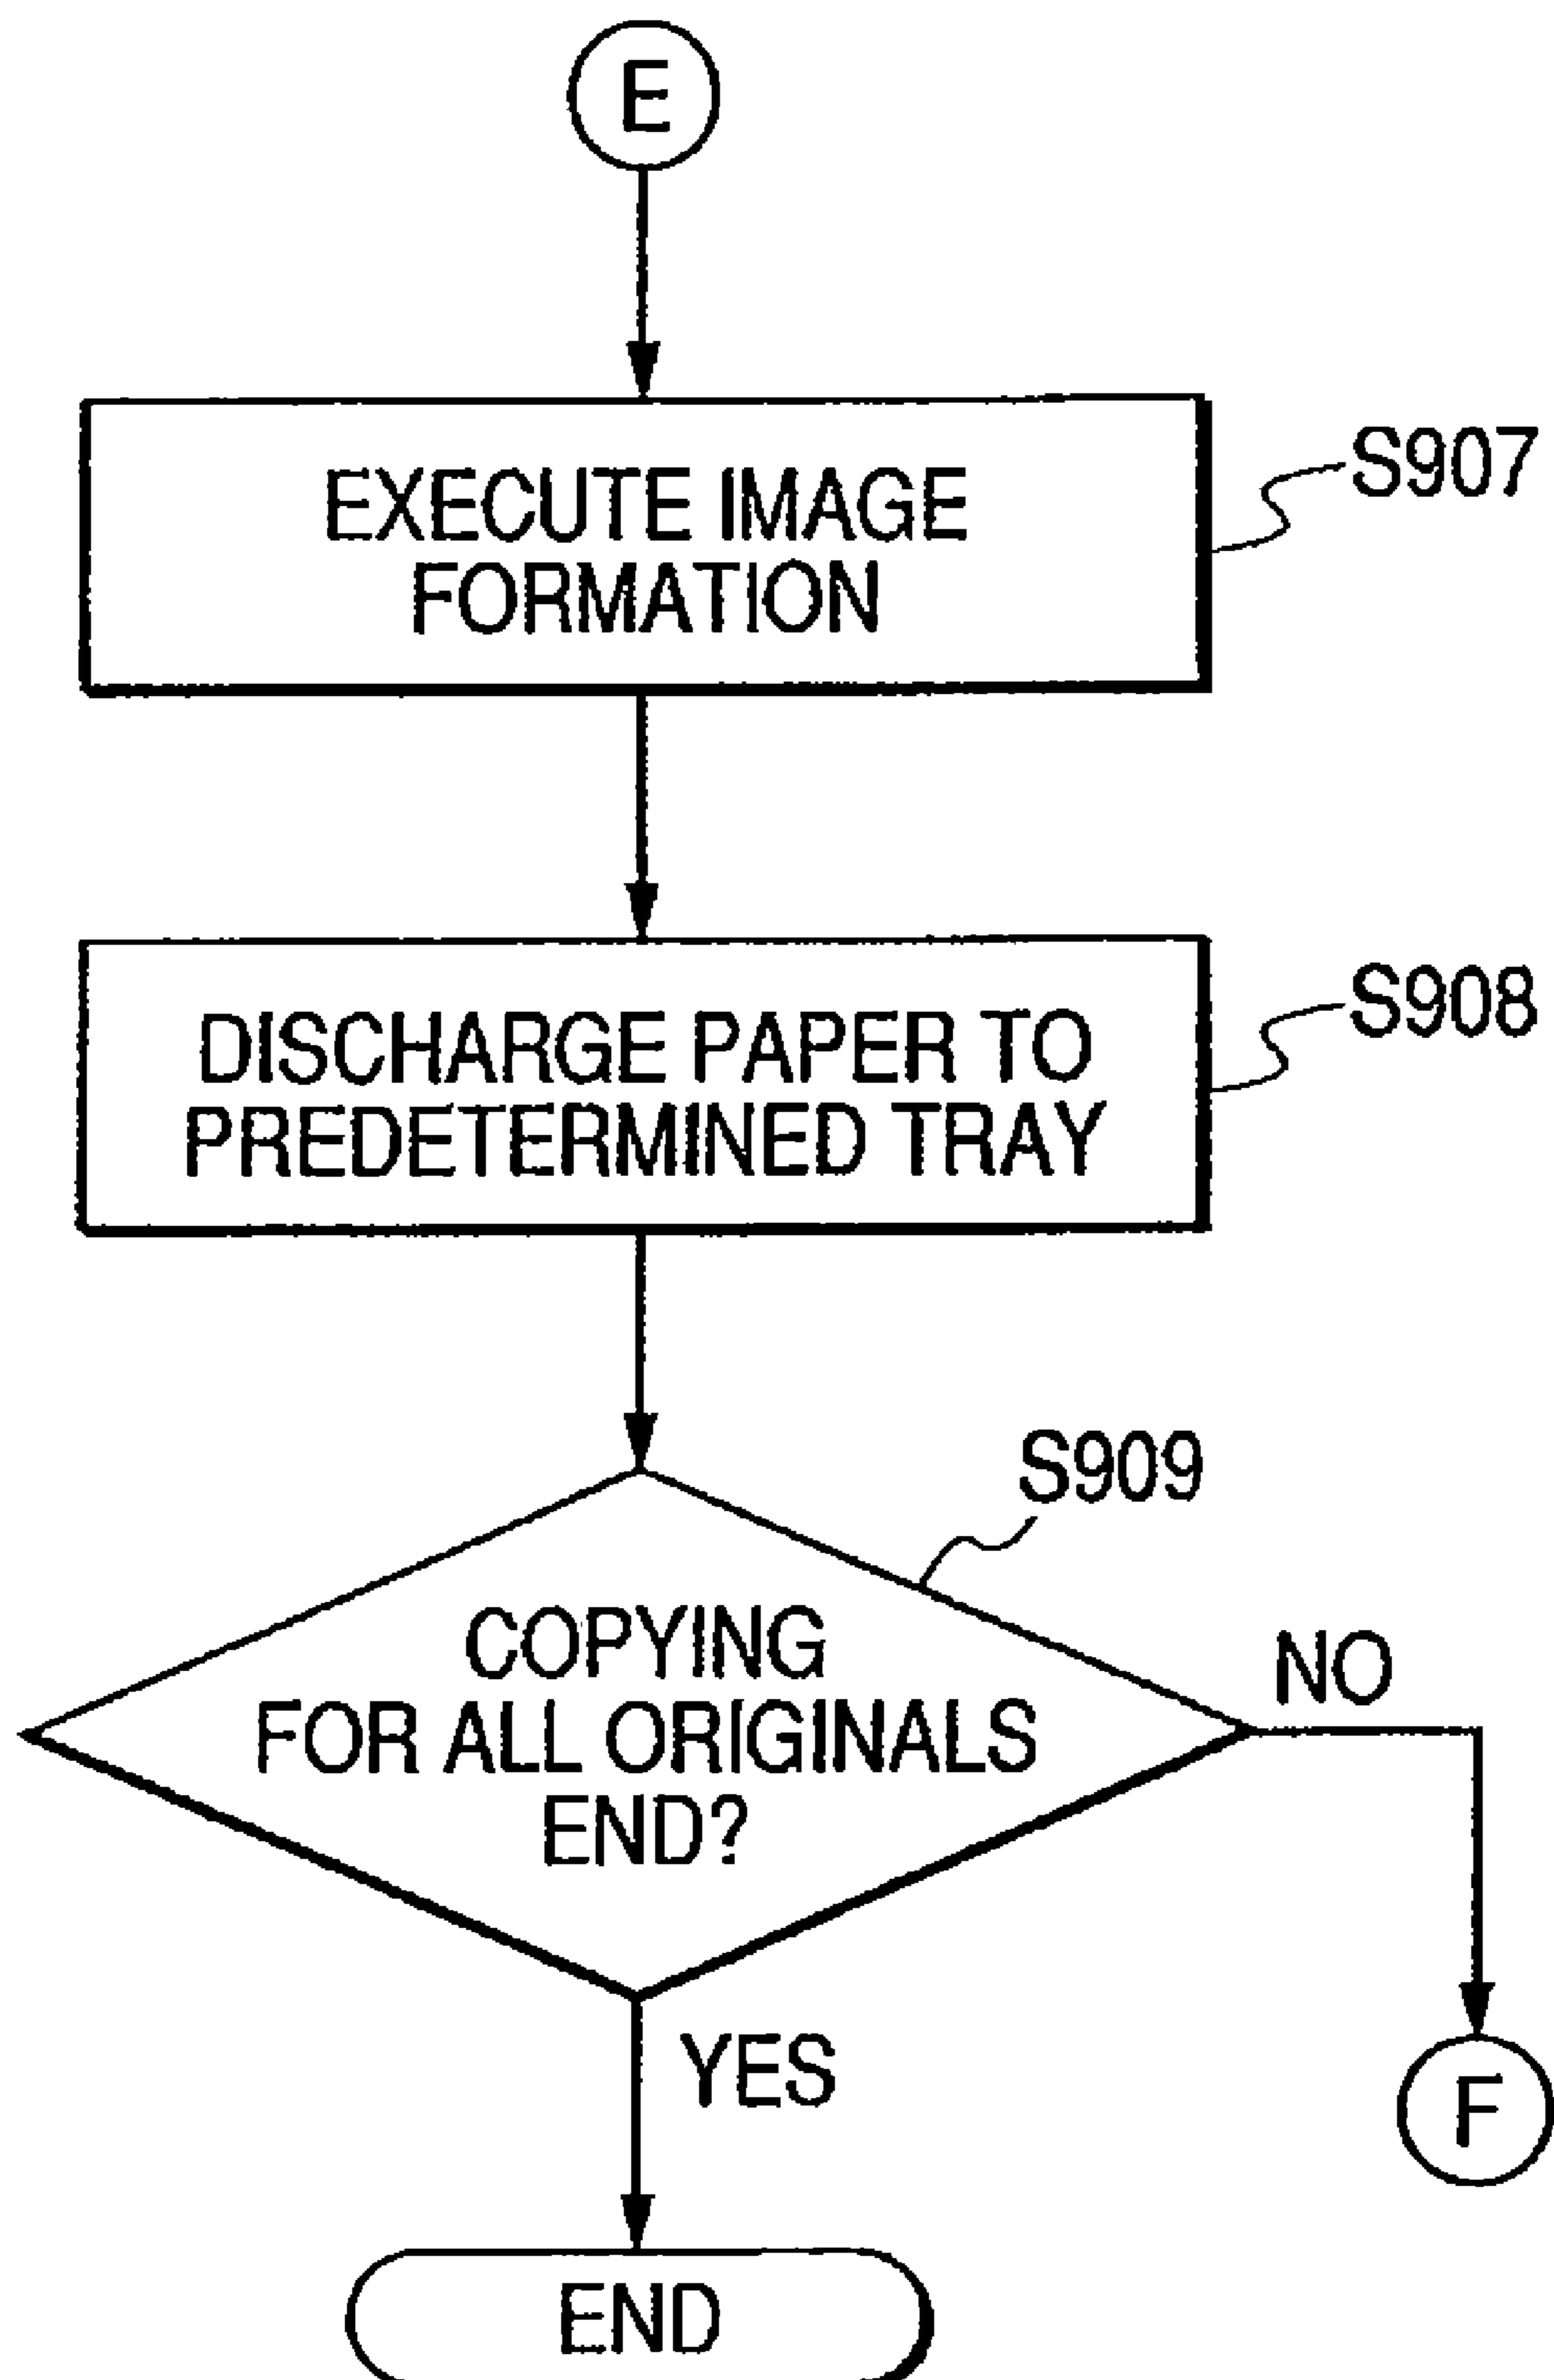 E
EXECUTE IMAGE
FORMATION
S907
DISCHARGE PAPER TO
PREDETERMINED TRAY
S908
S909
COPYING
FOR ALL ORIGINALS
END?
NO
YES
F
END